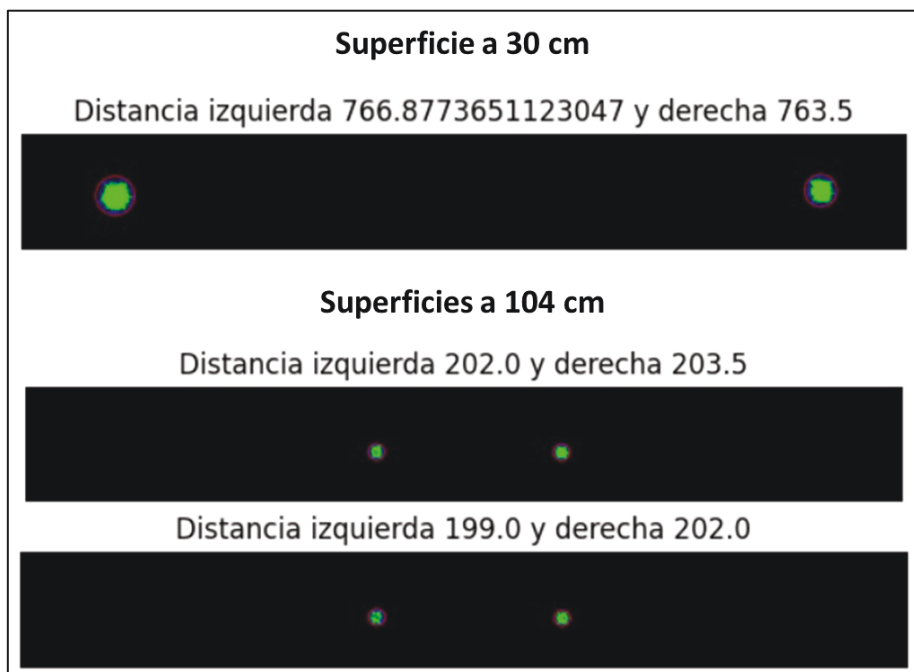 Superficie a 30 cm
Distancia izquierda 766.8773651123047 y derecha 763.5
Superficies a 104 cm
Distancia izquierda 202.0 y derecha 203.5
Distancia izquierda 199.0 y derecha 202.0